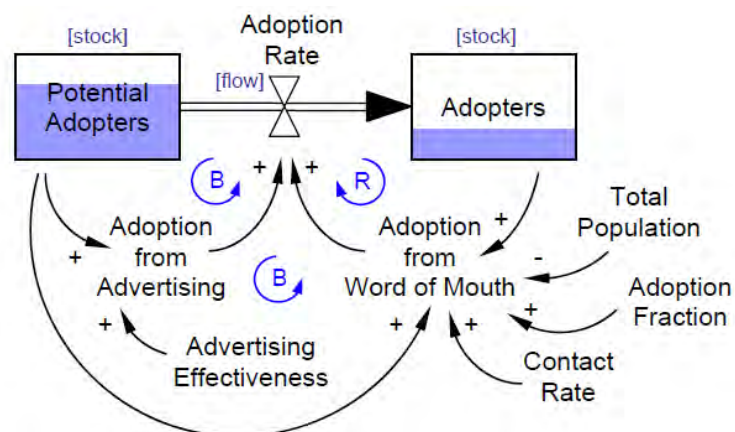 Adoption
Rate
[stock]
[stock]
[flow]
Potential
Adopters
Adopters
B
+
+
R
+
Adoption
from
Advertising
+
Adoption
from
Word of Mouth
+
Total
Population
-
B
+
Adoption
Fraction
+
+
+
Advertising
Effectiveness
Contact
Rate